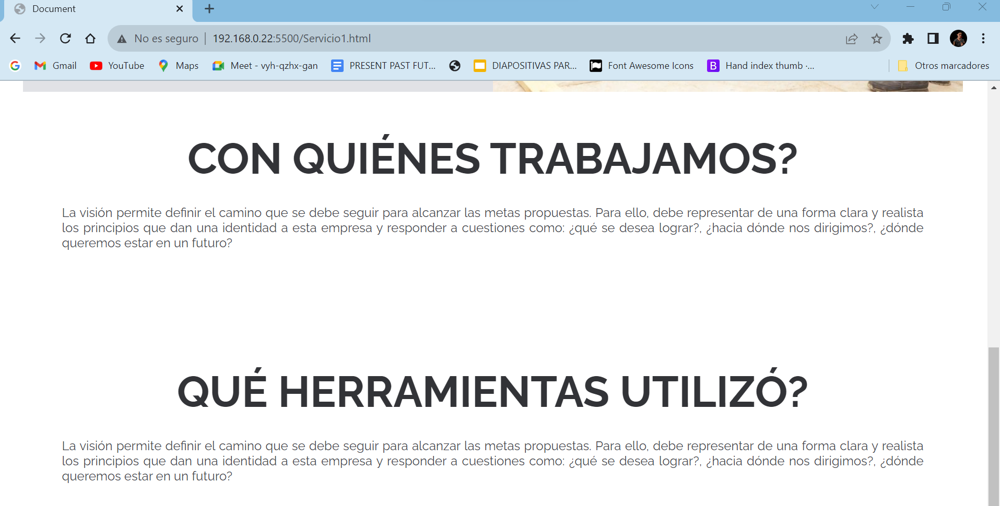 Document
No es seguro 192.168.0.22:5500/Servicio1.html
Gmail YouTube Maps Meet - vyh-qzhx-gan PRESENT PAST FUT... DIAPOSITIVAS PAR... Font Awesome Icons B Hand index thumb ·... Otros marcadores
CON QUIÉNES TRABAJAMOS?
La visión permite definir el camino que se debe seguir para alcanzar las metas propuestas. Para ello, debe representar de una forma clara y realista
los principios que dan una identidad a esta empresa y responder a cuestiones como: ¿qué se desea lograr?, ¿hacia dónde nos dirigimos?, ¿dónde
queremos estar en un futuro?
QUÉ HERRAMIENTAS UTILIZÓ?
La visión permite definir el camino que se debe seguir para alcanzar las metas propuestas. Para ello, debe representar de una forma clara y realista
los principios que dan una identidad a esta empresa y responder a cuestiones como: ¿qué se desea lograr?, ¿hacia dónde nos dirigimos?, ¿dónde
queremos estar en un futuro?